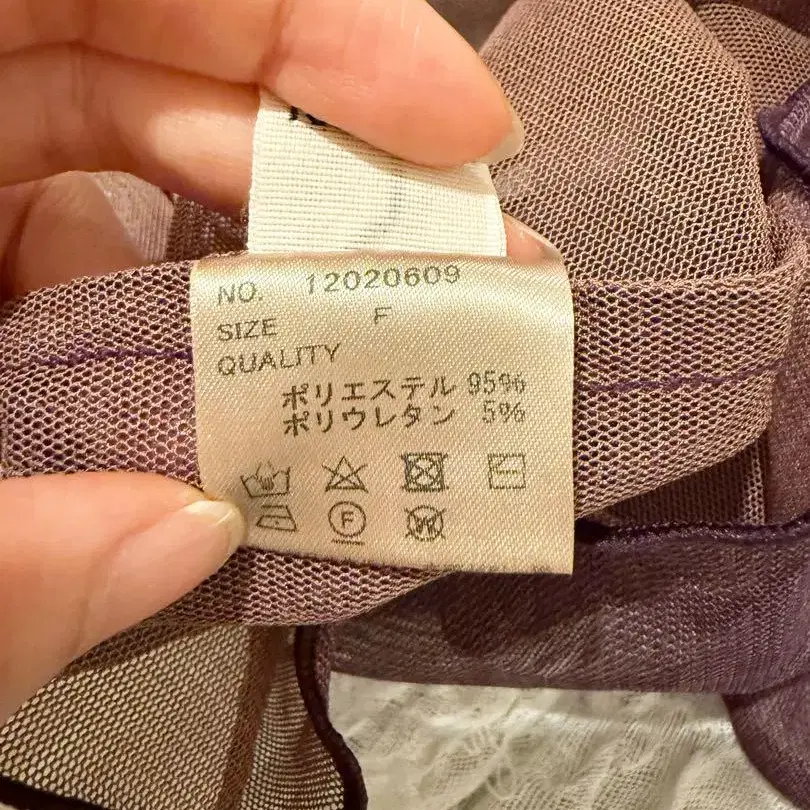 NO. 12020609
SIZE F
QUALITY
ポリエステル 95%
ポリウレタン 5%
F W